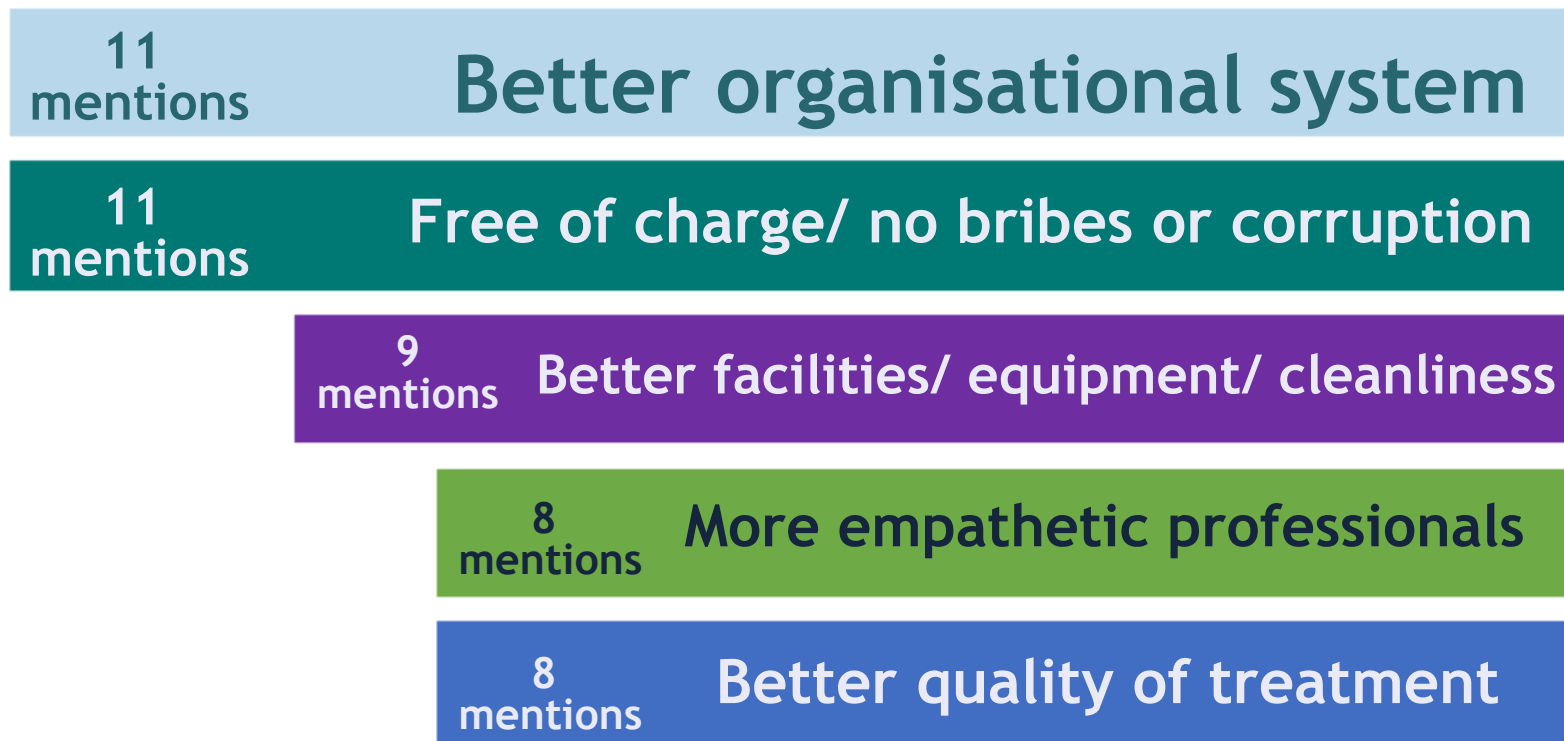 11
mentions
Better organisational system
11
mentions
Free of charge/ no bribes or corruption
9
mentions
Better facilities/ equipment/ cleanliness
8
mentions
More empathetic professionals
8
mentions
Better quality of treatment